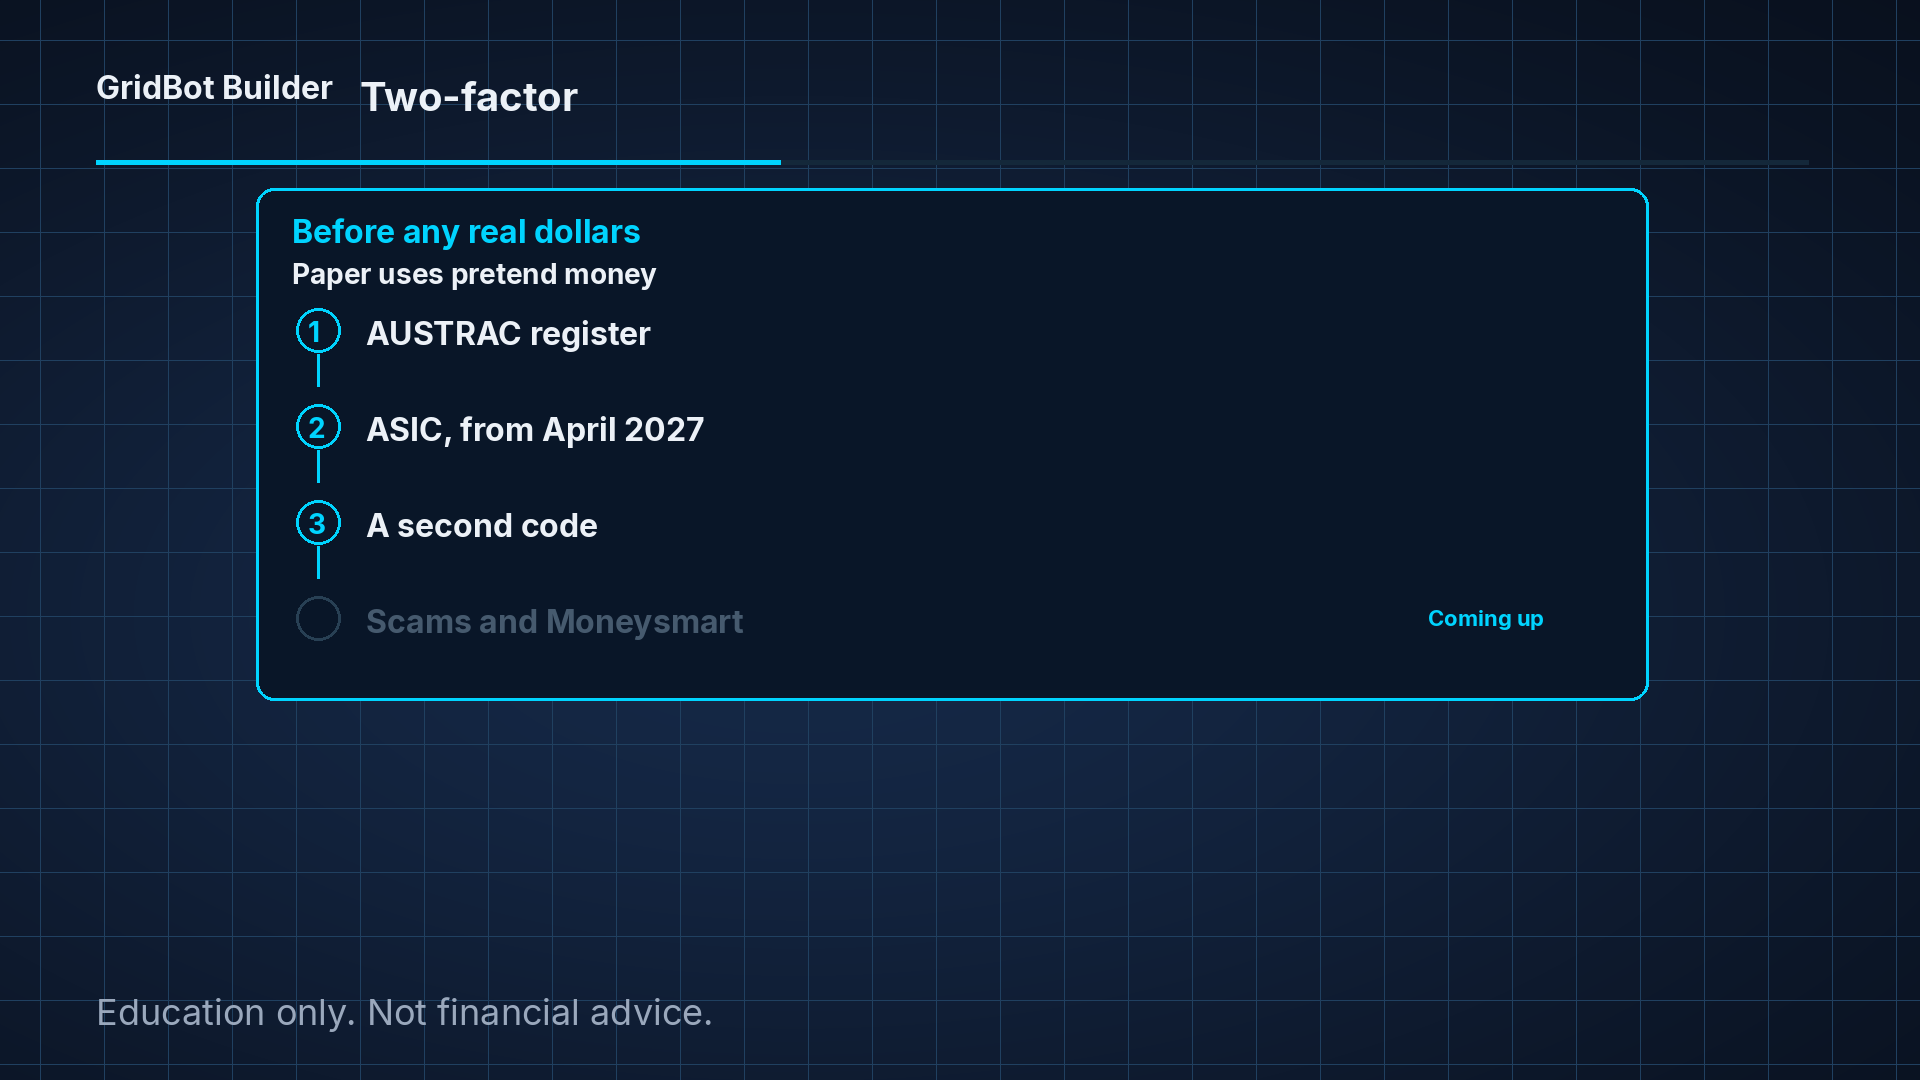 GridBot Builder
Two-factor
Before any real dollars
Paper uses pretend money
1 AUSTRAC register
2 ASIC, from April 2027
3 A second code
Scams and Moneysmart
Coming up
Education only. Not financial advice.